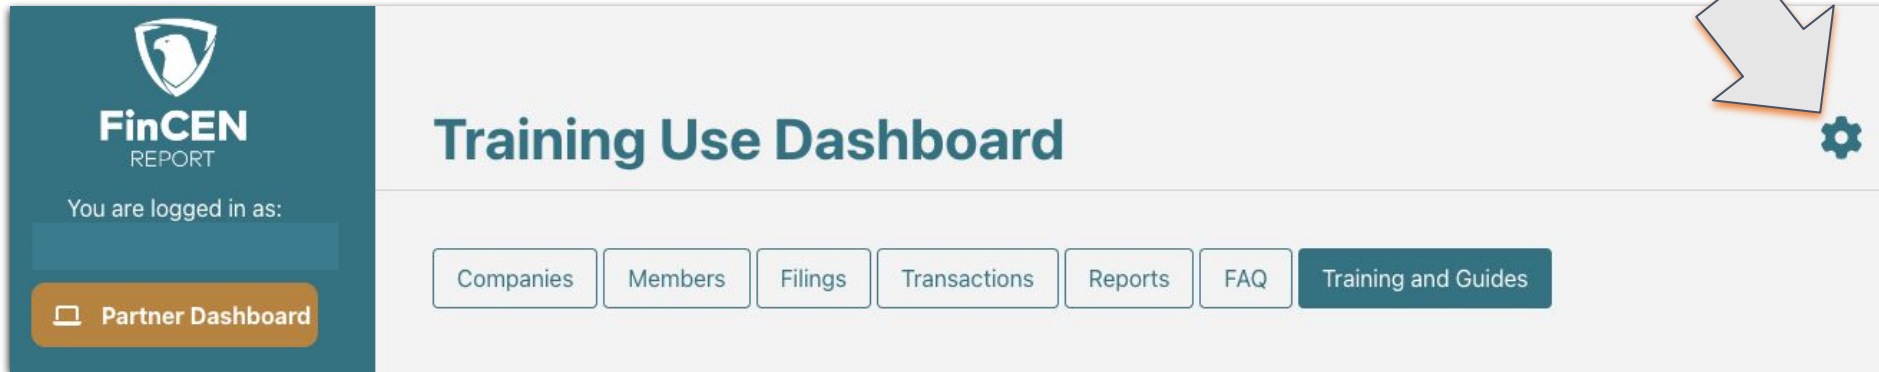 FinCEN
REPORT
You are logged in as:
Partner Dashboard
Training Use Dashboard
Companies Members Filings Transactions Reports FAQ Training and Guides